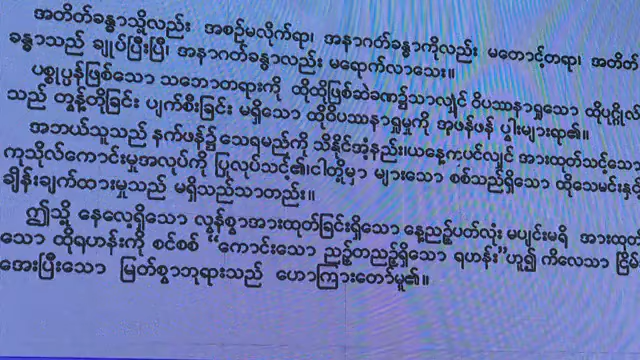 အတိတ်ခန္ဓာသို့လည်း အစဉ်မလိုက်ရာ၊ အနာဂတ်ခန္ဓာကိုလည်း မတောင့်တရာ၊ အတိတ်
ခန္ဓာသည် ချုပ်ပြီးပြီ၊ အနာဂတ်ခန္ဓာလည်း မရောက်လာသေး။
ပစ္စုပ္ပန်ဖြစ်သော သဘောတရားကို ထိုထိုဖြစ်ဆဲခဏ၌သာလျှင် ဝိပဿနာရှုသော ထိုပုဂ္ဂိုလ်
သည် တွန့်တိုခြင်း ပျက်စီးခြင်း မရှိသော ထိုဝိပဿနာရှုမှုကို အဖန်ဖန် ပွါးများရာ၏။
အဘယ်သူသည် နက်ဖန်၌ သေရမည်ကို သိနိုင်အံ့နည်း။ ယနေ့ကပင်လျှင် အားထုတ်သင့်သော
ကုသိုလ်ကောင်းမှုအလုပ်ကို ပြုလုပ်သင့်၏၊ ငါတို့မှာ များသော စစ်သည်ရှိသော ထိုသေမင်းနှင့်
ချိန်းချက်ထားမှုသည် မရှိသည်သာတည်း။
ဤသို့ နေလေ့ရှိသော လွန်စွာအားထုတ်ခြင်းရှိသော နေ့ညဉ့်ပတ်လုံး မပျင်းမရိ အားထုတ်
သော ထိုရဟန်းကို စင်စစ် “ကောင်းသော ညဉ့်တညဉ့်ရှိသော ရဟန်း”ဟူ၍ ကိလေသာ ငြိမ်း
အေးပြီးသော မြတ်စွာဘုရားသည် ဟောကြားတော်မူ၏။